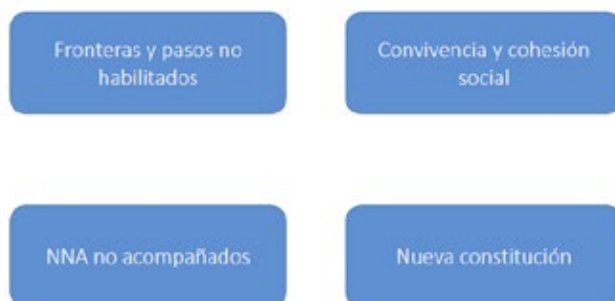 Fronteras y pasos no
habilitados
Convivencia y cohesión
social
NNA no acompañados
Nueva constitución